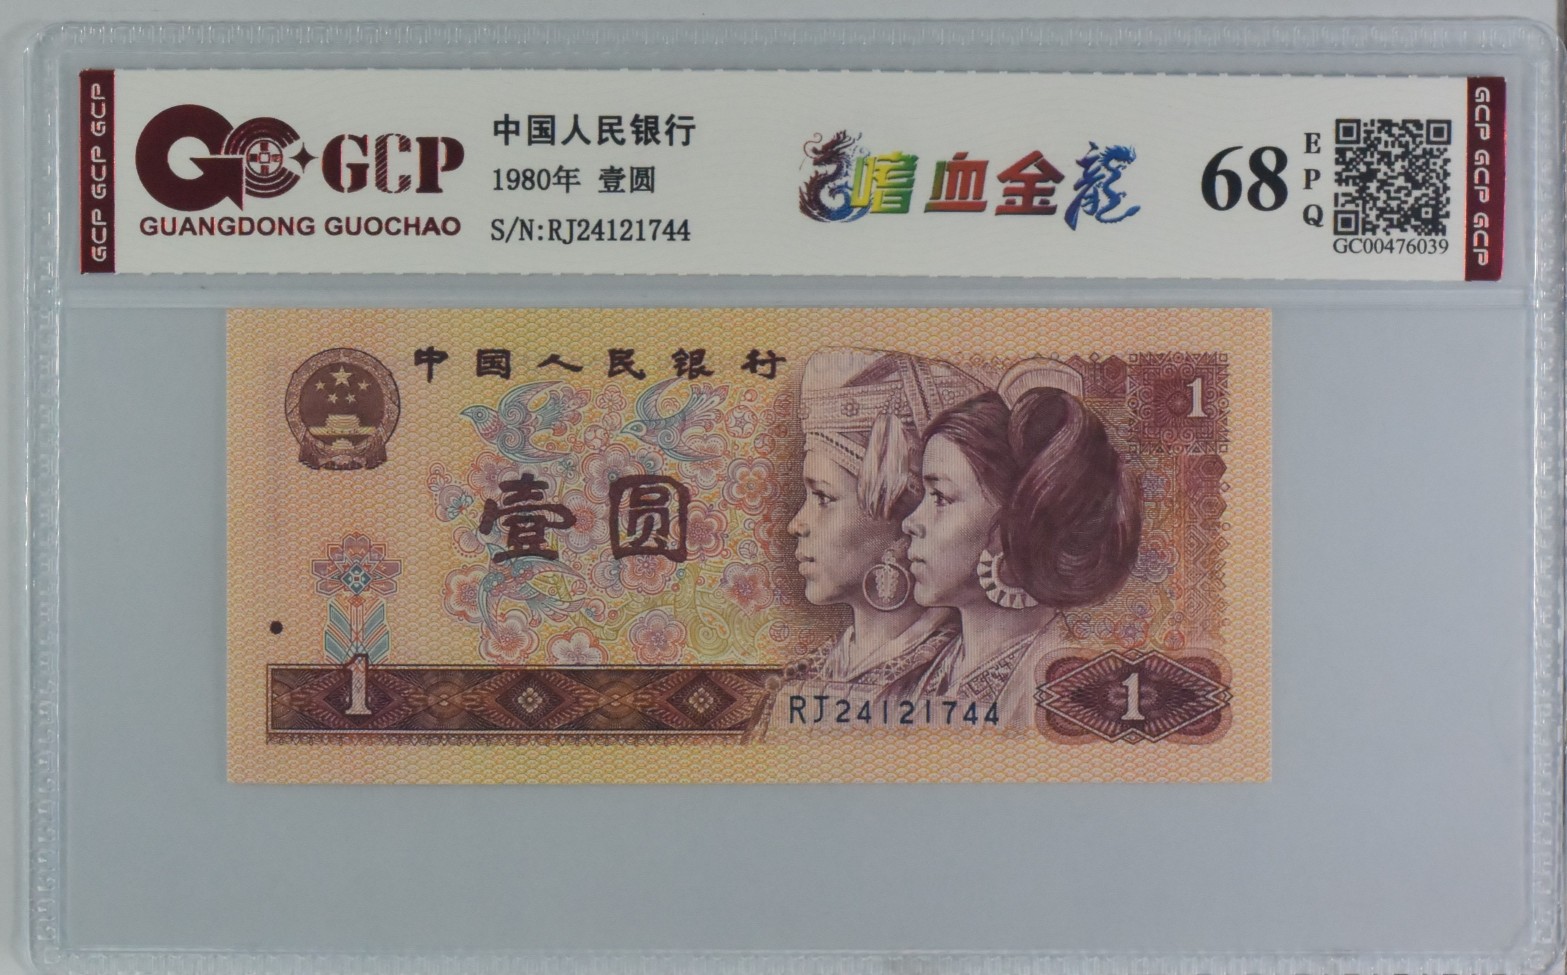 GCP GCP GCP
GCP
GUANGDONG GUOCHAO
中国人民银行
1980年 壹圆
S/N:RJ24121744
嗜血金龍
68
EPQ
GC00476039
GCP GCP GCP
中国人民银行
1
壹圆
1
RJ24121744
1